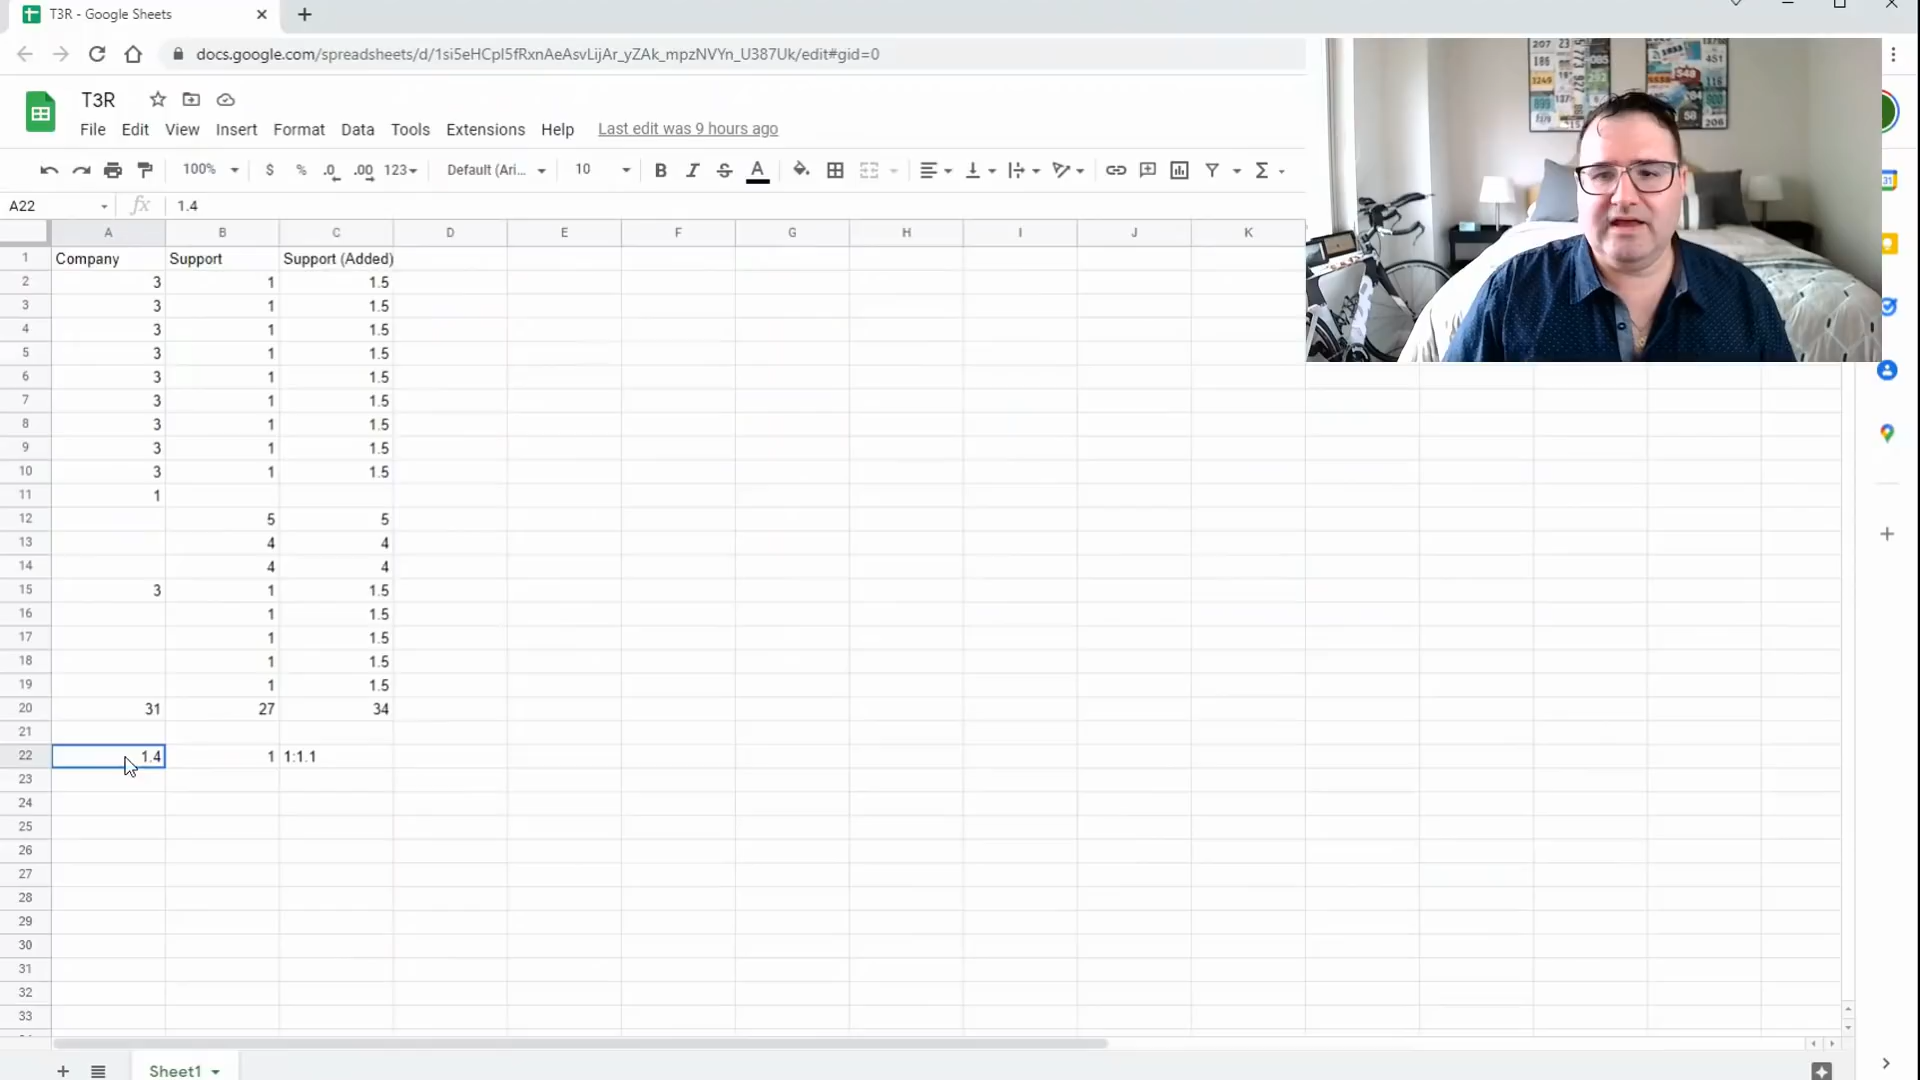 T3R - Google Sheets
docs.google.com/spreadsheets/d/1si5eHCpI5fRxnAeAsvLijAr_yZAk_mpzNVYn_U387Uk/edit#gid=0
T3R
File Edit View Insert Format Data Tools Extensions Help Last edit was 9 hours ago
100% $ % .0 .00 123 Default (Ari... 10 B I S A
A22 fx 1.4
A B C D E F G H I J K
1 Company Support Support (Added)
2 3 1 1.5
3 3 1 1.5
4 3 1 1.5
5 3 1 1.5
6 3 1 1.5
7 3 1 1.5
8 3 1 1.5
9 3 1 1.5
10 3 1 1.5
11 1
12 5 5
13 4 4
14 4 4
15 3 1 1.5
16 1 1.5
17 1 1.5
18 1 1.5
19 1 1.5
20 31 27 34
21
22 1.4 1 1:1.1
23
24
25
26
27
28
29
30
31
32
33
Sheet1